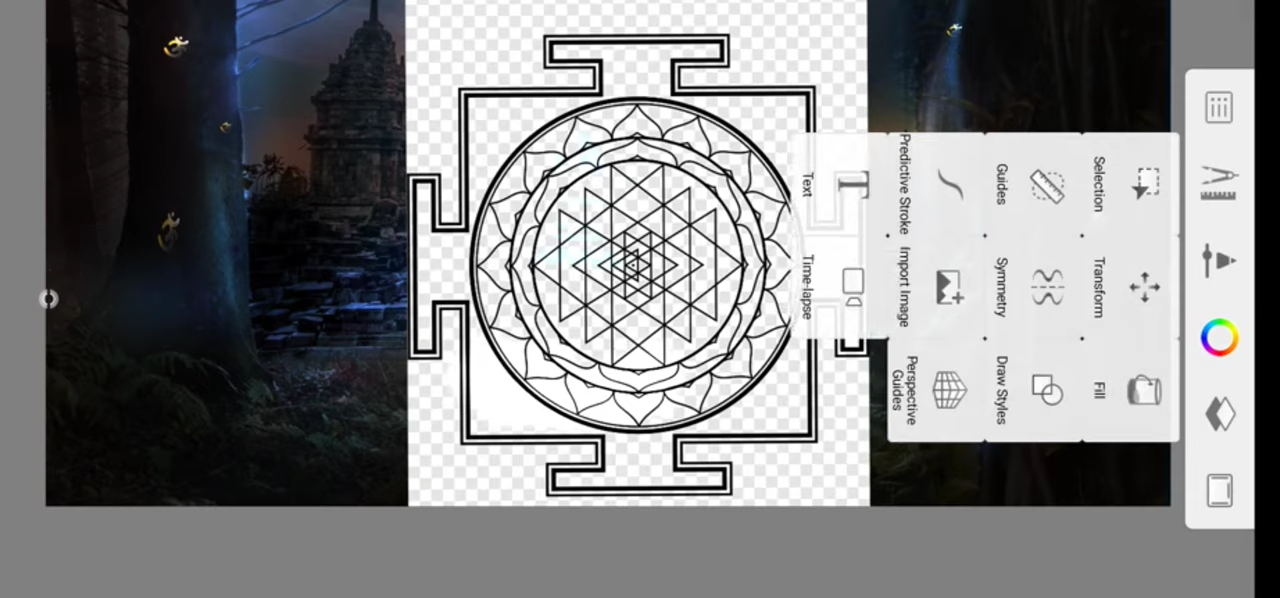 Selection
Transform
Fill
Guides
Symmetry
Draw Styles
Predictive Stroke
Import Image
Perspective
Guides
Text
Time-lapse
ॐ
ॐ
ॐ
ॐ